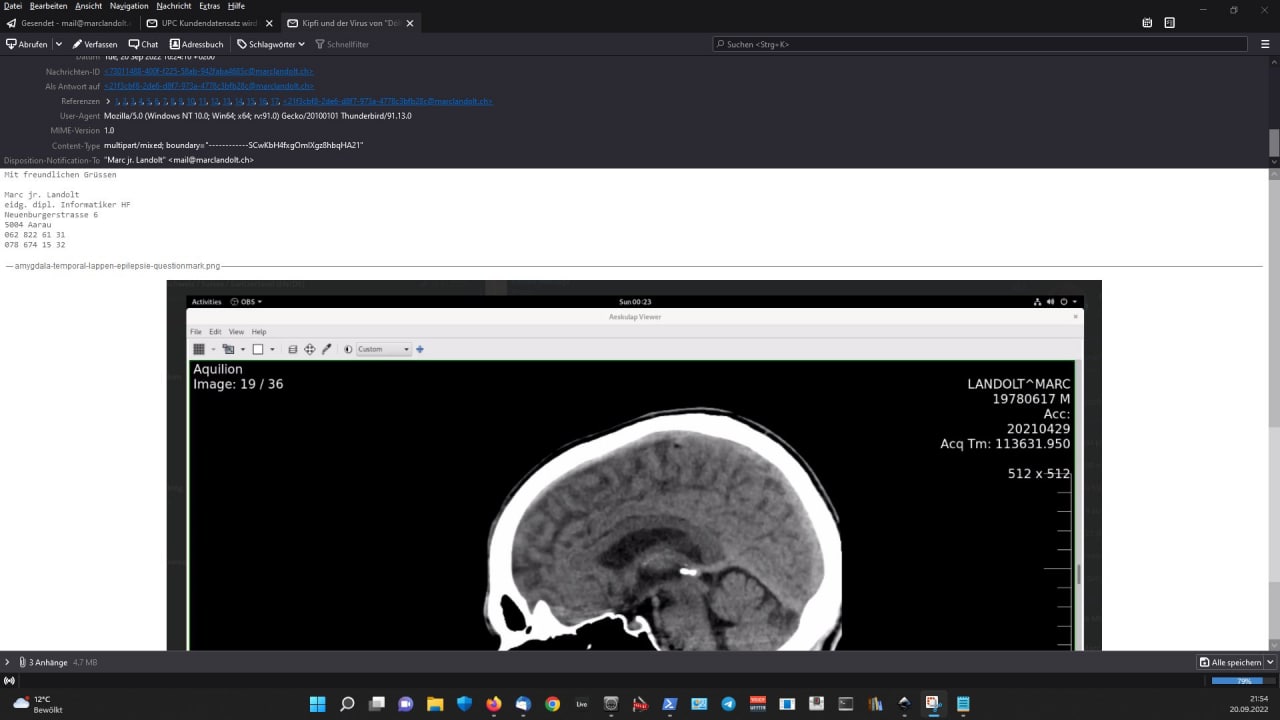 Datei Bearbeiten Ansicht Navigation Nachricht Extras Hilfe
Gesendet - mail@marclandolt.
UPC Kundendatensatz wird
Kipfi und der Virus von "Döl
Abrufen Verfassen Chat Adressbuch Schlagwörter Schnellfilter Suchen <Strg+K>
Datum Tue, 20 Sep 2022 10:24:10 +0200
Nachrichten-ID
Als Antwort auf <21f3cbf8-2de6-d8f7-973a-4778c3bfb28c@marclandolt.ch>
Referenzen 1, 2, 3, 4, 5, 6, 7, 8, 9, 10, 11, 12, 13, 14, 15, 16, 17, <21f3cbf8-2de6-d8f7-973a-4778c3bfb28c@marclandolt.ch>
User-Agent Mozilla/5.0 (Windows NT 10.0; Win64; x64; rv:91.0) Gecko/20100101 Thunderbird/91.13.0
MIME-Version 1.0
Content-Type multipart/mixed; boundary="------------SCwKbH4fxgOmlXgz8hbqHA21"
Disposition-Notification-To "Marc jr. Landolt" <mail@marclandolt.ch>
Mit freundlichen Grüssen
Marc jr. Landolt
eidg. dipl. Informatiker HF
Neuenburgerstrasse 6
5004 Aarau
062 822 61 31
078 674 15 32
amygdala-temporal-lappen-epilepsie-questionmark.png
Activities OBS Sun 00:23
Aeskulap Viewer
File Edit View Help
Custom
Aquilion
Image: 19 / 36
LANDOLT^MARC
19780617 M
Acc:
20210429
Acq Tm: 113631.950
512 x 512
3 Anhänge 4.7 MB
Alle speichern
79%
12°C
Bewölkt
Live
21:54
20.09.2022